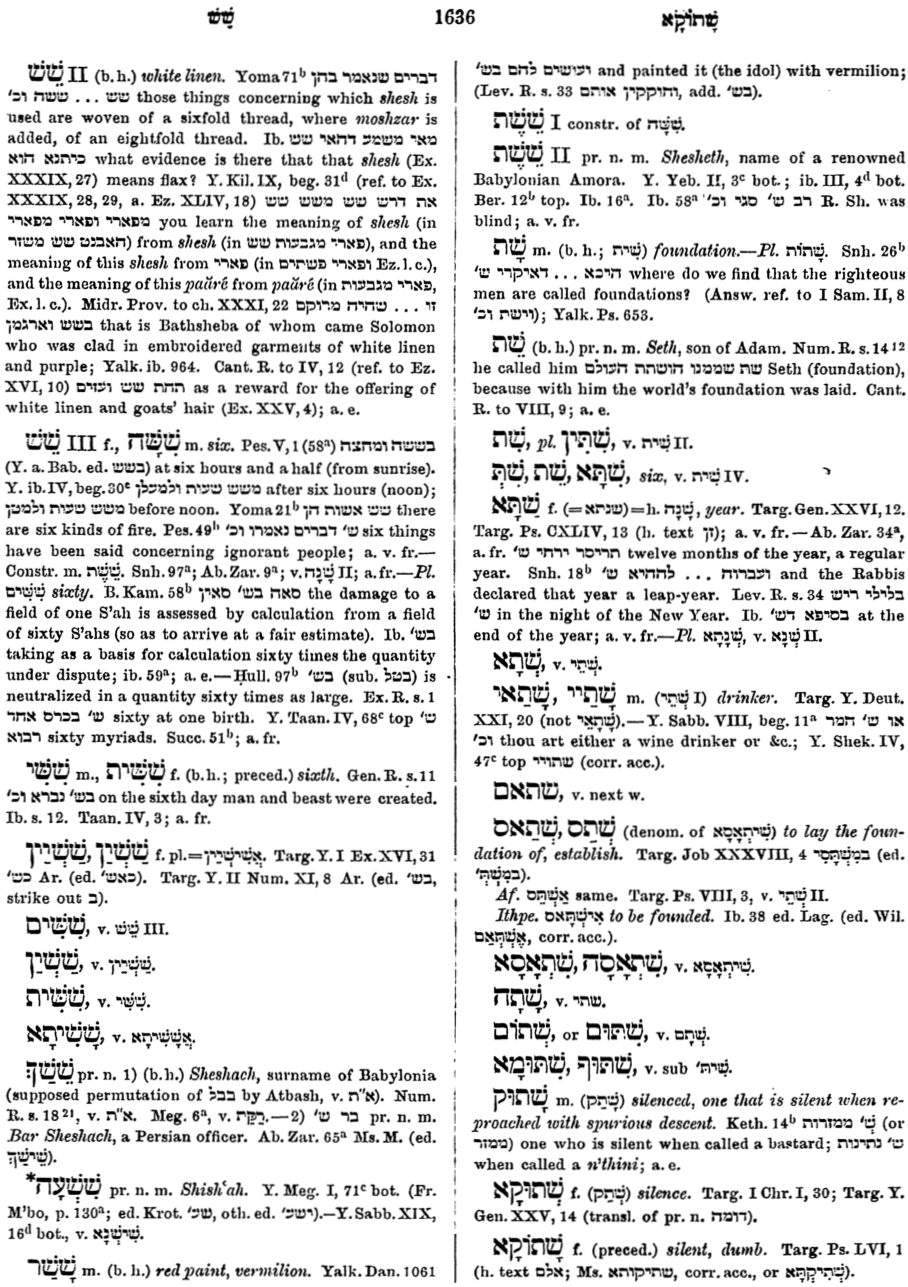 שֵׁשׁ 1636 שָׁתוֹקָא
שֵׁשׁ II (b. h.) white linen. Yoma 71ᵇ דברים שנאמר בהן
שש ... ששה וכ׳ those things concerning which shesh is
used are woven of a sixfold thread, where moshzar is
added, of an eightfold thread. Ib. מאי משמע דהאי שש
כיתנא הוא what evidence is there that that shesh (Ex.
XXXIX, 27) means flax? Y. Kil. IX, beg. 31ᵈ (ref. to Ex.
XXXIX, 28, 29, a. Ez. XLIV, 18) את דרש שש משש שש
מפארי ופארי מפארי you learn the meaning of shesh (in
האבנט שש משזר) from shesh (in פארי מגבעות שש), and the
meaning of this shesh from פארי (in ופארי פשתים Ez. l. c.),
and the meaning of this paărê from paărê (in פארי מגבעות,
Ex. l. c.). Midr. Prov. to ch. XXXI, 22 זו ... שהיה מרוקם
בשש וארגמן that is Bathsheba of whom came Solomon
who was clad in embroidered garments of white linen
and purple; Yalk. ib. 964. Cant. R. to IV, 12 (ref. to Ez.
XVI, 10) תחת שש ועזים as a reward for the offering of
white linen and goats' hair (Ex. XXV, 4); a. e.
שֵׁשׁ III f., שִׁשָּׁה m. six. Pes. V, 1 (58ᵃ) בששה ומחצה
(Y. a. Bab. ed. בשש) at six hours and a half (from sunrise).
Y. ib. IV, beg. 30ᶜ משש שעות ולמעלן after six hours (noon);
משש שעות ולמטן before noon. Yoma 21ᵇ שש אשות הן there
are six kinds of fire. Pes. 49ᵇ ש׳ דברים נאמרו וכ׳ six things
have been said concerning ignorant people; a. v. fr.—
Constr. m. שֵׁשֶׁת. Snh. 97ᵃ; Ab. Zar. 9ᵃ; v. שָׁנָה II; a. fr.—Pl.
שִׁשִּׁים sixty. B. Kam. 58ᵇ סאה בש׳ סאין the damage to a
field of one S'ah is assessed by calculation from a field
of sixty S'ahs (so as to arrive at a fair estimate). Ib. בש׳
taking as a basis for calculation sixty times the quantity
under dispute; ib. 59ᵃ; a. e.—Ḥull. 97ᵇ בש׳ (sub. בטל) is
neutralized in a quantity sixty times as large. Ex. R. s. 1
ש׳ בכרס אחד sixty at one birth. Y. Taan. IV, 68ᶜ top ש׳
רבוא sixty myriads. Succ. 51ᵇ; a. fr.
שִׁשִּׁי m., שִׁשִּׁית f. (b. h.; preced.) sixth. Gen. R. s. 11
בש׳ נברא וכ׳ on the sixth day man and beast were created.
Ib. s. 12. Taan. IV, 3; a. fr.
שַׁשְׁיָין, שַׁשְׁיַין f. pl.=אֲשִׁישְׁיָין. Targ. Y. I Ex. XVI, 31
כש׳ Ar. (ed. כאש׳). Targ. Y. II Num. XI, 8 Ar. (ed. בש׳,
strike out ב).
שִׁשִּׁים, v. שֵׁשׁ III.
שַׁשְׁיַן, v. שַׁשְׁיָין.
שִׁשִּׁית, v. שִׁשִּׁי.
שָׁשִׁיתָא, v. אֲשָׁשִׁיתָא.
שֵׁשַׁךְ pr. n. 1) (b. h.) Sheshach, surname of Babylonia
(supposed permutation of בבל by Atbash, v. א״ת). Num.
R. s. 18²¹, v. א״ת. Meg. 6ᵃ, v. רַקַּת.—2) בר ש׳ pr. n. m.
Bar Sheshach, a Persian officer. Ab. Zar. 65ᵃ Ms. M. (ed.
שֵׁישַׁךְ).
*שִׁשְׁעָה pr. n. m. Shish‛ah. Y. Meg. I, 71ᶜ bot. (Fr.
M'bo, p. 130ᵃ; ed. Krot. שכ׳, oth. ed. ישכ׳).—Y. Sabb. XIX,
16ᵈ bot., v. שִׁישְׁנָא.
שָׁשַׁר m. (b. h.) red paint, vermilion. Yalk. Dan. 1061
ועישים להם בש׳ and painted it (the idol) with vermilion;
(Lev. R. s. 33 וחוקקין אותם, add. בש׳).
שֵׁשֶׁת I constr. of שִׁשָּׁה.
שֵׁשֶׁת II pr. n. m. Shesheth, name of a renowned
Babylonian Amora. Y. Yeb. II, 3ᶜ bot.; ib. III, 4ᵈ bot.
Ber. 12ᵇ top. Ib. 16ᵃ. Ib. 58ᵃ רב ש׳ סגי וכ׳ R. Sh. was
blind; a. v. fr.
שָׁת m. (b. h.; שׁית) foundation.—Pl. שָׁתוֹת. Snh. 26ᵇ
היכא ... דאיקרי ש׳ where do we find that the righteous
men are called foundations? (Answ. ref. to I Sam. II, 8
וישת וכ׳); Yalk. Ps. 653.
שֵׁת (b. h.) pr. n. m. Seth, son of Adam. Num. R. s. 14¹²
he called him שת שממנו הושתת העולם Seth (foundation),
because with him the world's foundation was laid. Cant.
R. to VIII, 9; a. e.
שִׁת, pl. שִׁתִּין, v. שִׁית II.
שִׁתָּא, שֵׁת, שִׁתְּ, six, v. שִׁית IV.
שַׁתָּא f. (=שנתא)=h. שָׁנָה, year. Targ. Gen. XXVI, 12.
Targ. Ps. CXLIV, 13 (h. text זן); a. v. fr.—Ab. Zar. 34ᵃ,
a. fr. תריסר ירחי ש׳ twelve months of the year, a regular
year. Snh. 18ᵇ ועברוה ... לההיא ש׳ and the Rabbis
declared that year a leap-year. Lev. R. s. 34 בלילי ריש
ש׳ in the night of the New Year. Ib. בסיפא דש׳ at the
end of the year; a. v. fr.—Pl. שְׁנָתָא, v. שְׁנָא II.
שְׁתָא, v. שְׁתֵי.
שָׁתַיי, שָׁתַאי m. (שְׁתֵי I) drinker. Targ. Y. Deut.
XXI, 20 (not שָׁתָאֵי).—Y. Sabb. VIII, beg. 11ᵃ או ש׳ חמר
וכ׳ thou art either a wine drinker or &c.; Y. Shek. IV,
47ᶜ top שתויי (corr. acc.).
שתאם, v. next w.
שְׁתַס, שְׁתַאס (denom. of שִׁיתְאָסָא) to lay the foun-
dation of, establish. Targ. Job XXXVIII, 4 בְּמִשְׁתָּסִי (ed.
בְּמִשְׁתְּ׳).
Af. אַשְׁתֵּס same. Targ. Ps. VIII, 3, v. שְׁתֵי II.
Ithpe. אִישְׁתָּאֵס to be founded. Ib. 38 ed. Lag. (ed. Wil.
אֶשְׁתְּאַם, corr. acc.).
שִׁתְאָסָה, שִׁתְאָסָא, v. שִׁיתְאָסָא.
שָׁתָה, v. שתי.
שְׁתוֹם, or שִׁתּוּם, v. שְׁתַם.
שִׁתּוּף, שִׁתּוּמָא, v. sub שית׳.
שָׁתוּק m. (שָׁתַק) silenced, one that is silent when re-
proached with spurious descent. Keth. 14ᵇ שְׁ׳ ממזרות (or
ממזר) one who is silent when called a bastard; ש׳ נתינות
when called a n'thini; a. e.
שְׁתוּקָא f. (שְׁתַק) silence. Targ. I Chr. I, 30; Targ. Y.
Gen. XXV, 14 (transl. of pr. n. דומה).
שָׁתוֹקָא f. (preced.) silent, dumb. Targ. Ps. LVI, 1
(h. text אלם; Ms. שתיקותא, corr. acc., or שְׁתִיקְתָּא).